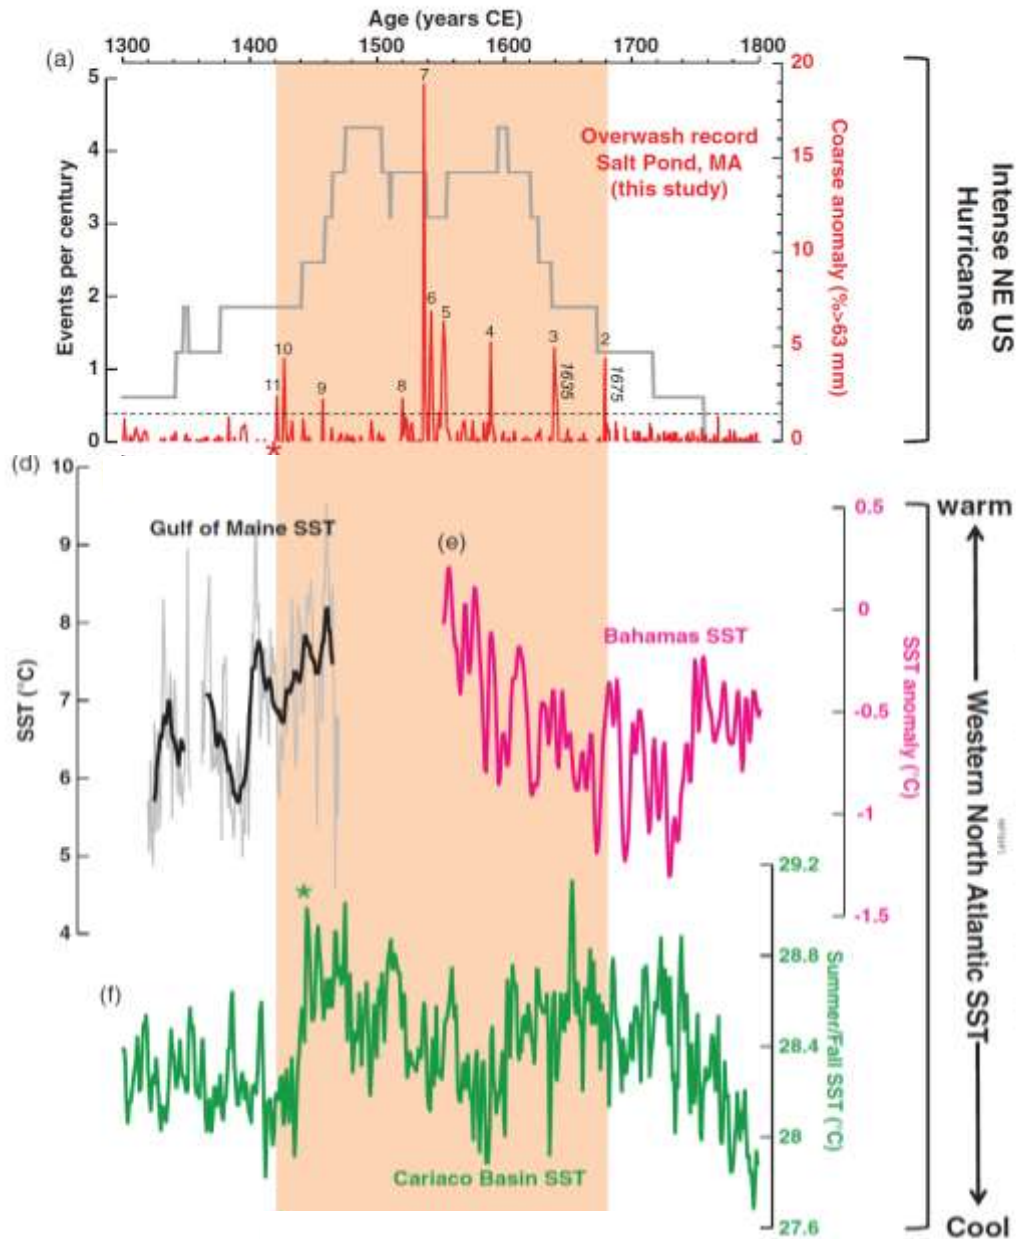 Age (years CE)
1300 1400 1500 1600 1700 1800
(a)
5
4
3
2
1
0
Events per century
20
15
10
5
0
Coarse anomaly (%>63 mm)
Overwash record
Salt Pond, MA
(this study)
7
6
5
4
3
2
10
11
9
8
1635
1675
*
Intense NE US
Hurricanes
(d)
10
9
8
7
6
5
4
SST (°C)
Gulf of Maine SST
(e)
Bahamas SST
0.5
0
-0.5
-1
-1.5
SST anomaly (°C)
(f)
*
Cariaco Basin SST
29.2
28.8
28.4
28
27.6
Summer/Fall SST (°C)
warm
Western North Atlantic SST
Cool